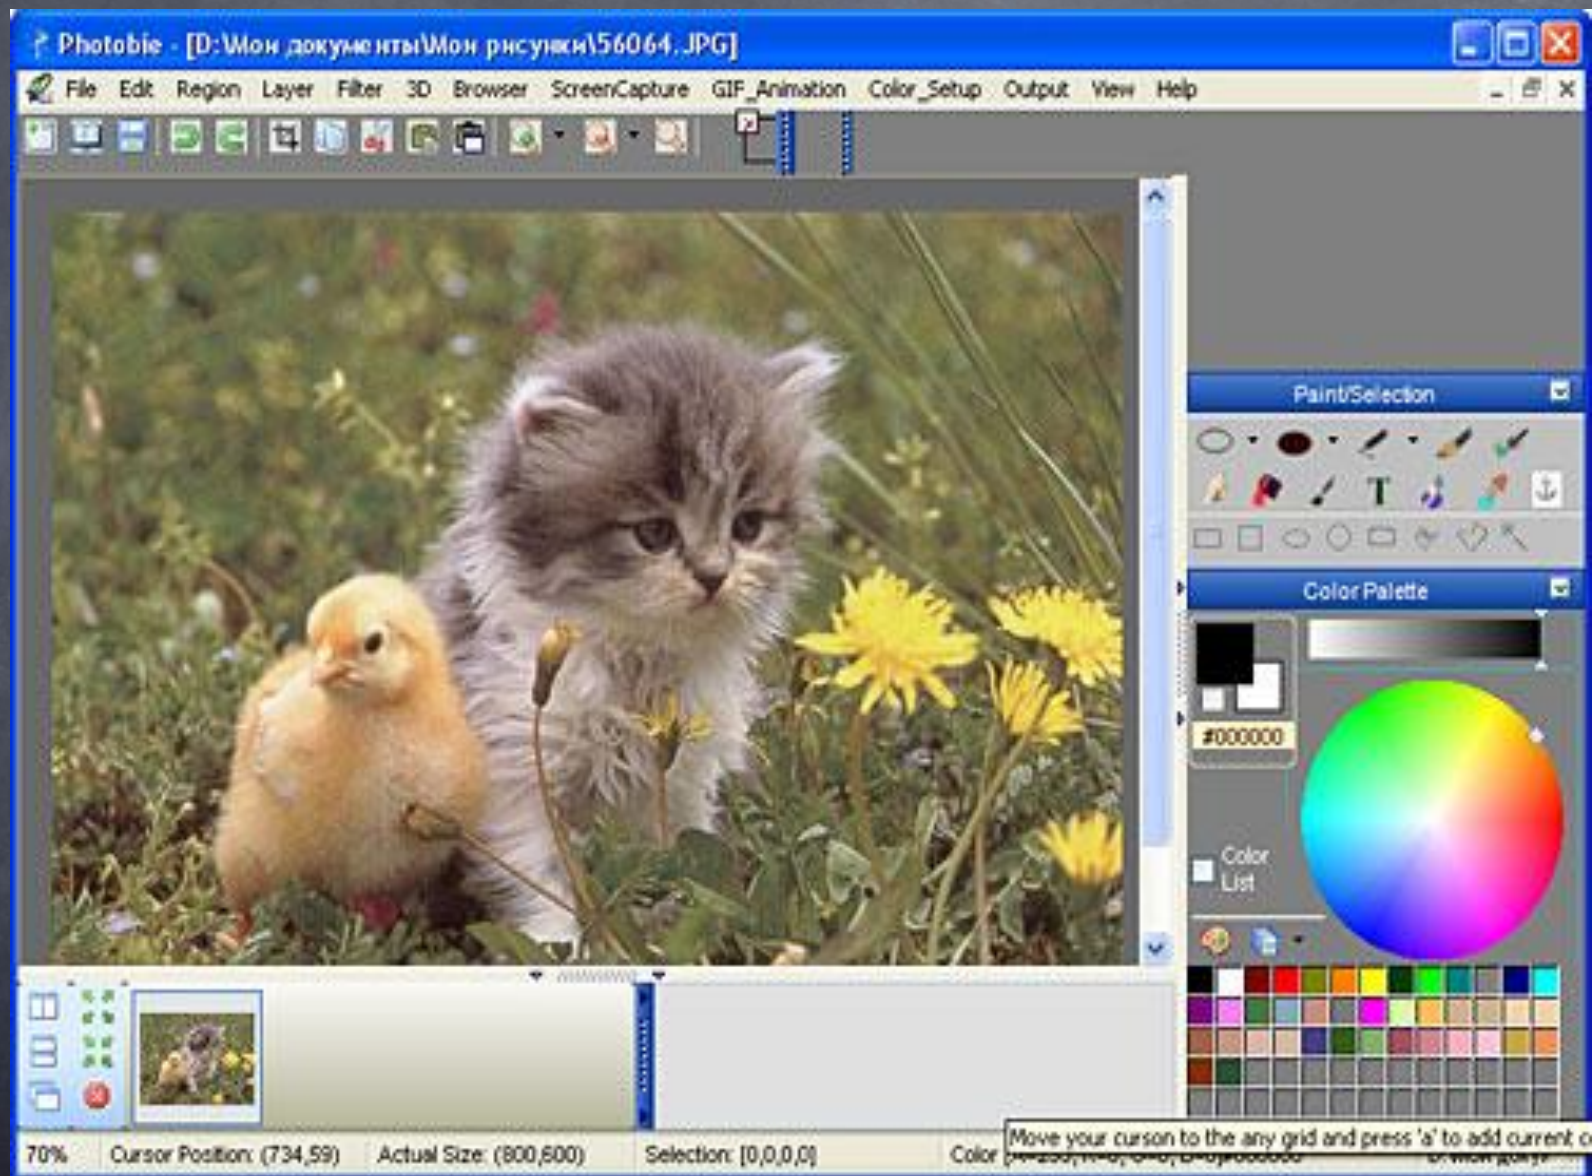 Photobie - [D:\Мои документы\Мои рисунки\56064.JPG]
File Edit Region Layer Filter 3D Browser ScreenCapture GIF_Animation Color_Setup Output View Help
Paint/Selection
T
Color Palette
#000000
Color
List
70% Cursor Position: (734,59) Actual Size: (800,600) Selection: [0,0,0,0] Color
Move your curson to the any grid and press 'a' to add current